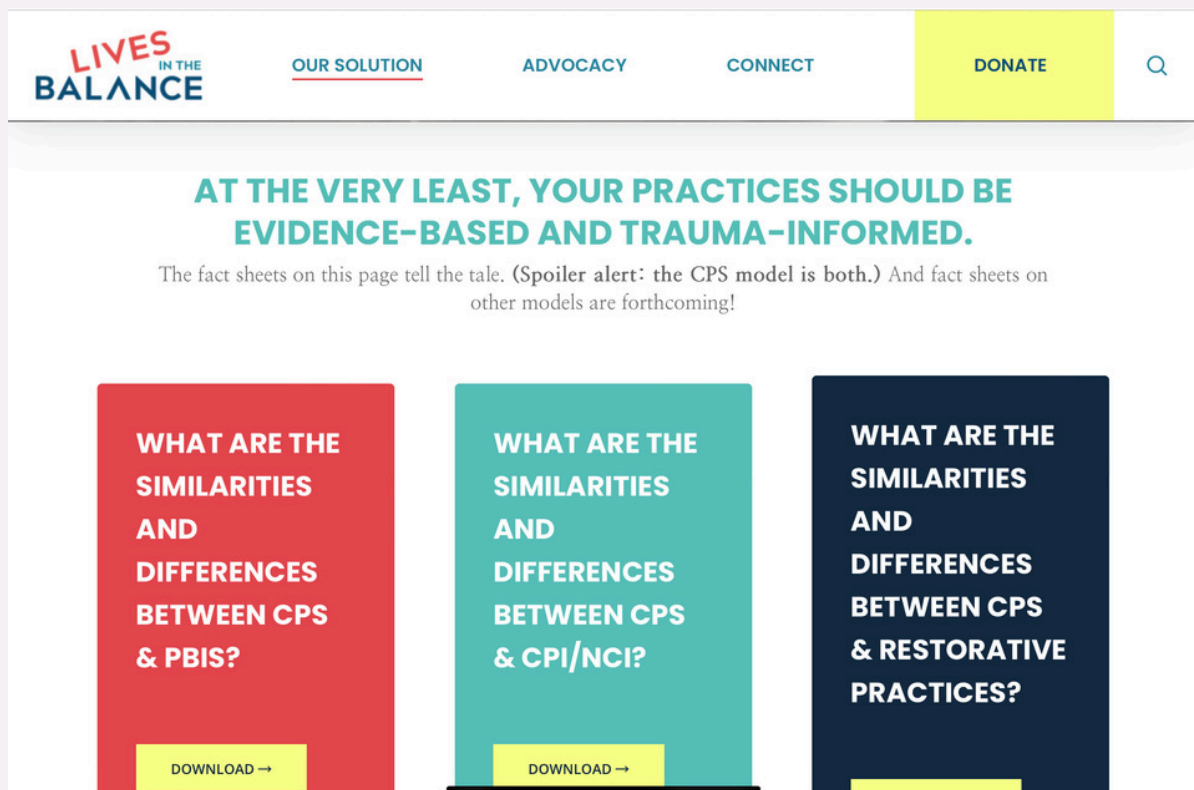 LIVES
IN THE
BALANCE
OUR SOLUTION
ADVOCACY
CONNECT
DONATE
AT THE VERY LEAST, YOUR PRACTICES SHOULD BE
EVIDENCE-BASED AND TRAUMA-INFORMED.
The fact sheets on this page tell the tale. (Spoiler alert: the CPS model is both.) And fact sheets on
other models are forthcoming!
WHAT ARE THE
SIMILARITIES
AND
DIFFERENCES
BETWEEN CPS
& PBIS?
DOWNLOAD →
WHAT ARE THE
SIMILARITIES
AND
DIFFERENCES
BETWEEN CPS
& CPI/NCI?
DOWNLOAD →
WHAT ARE THE
SIMILARITIES
AND
DIFFERENCES
BETWEEN CPS
& RESTORATIVE
PRACTICES?